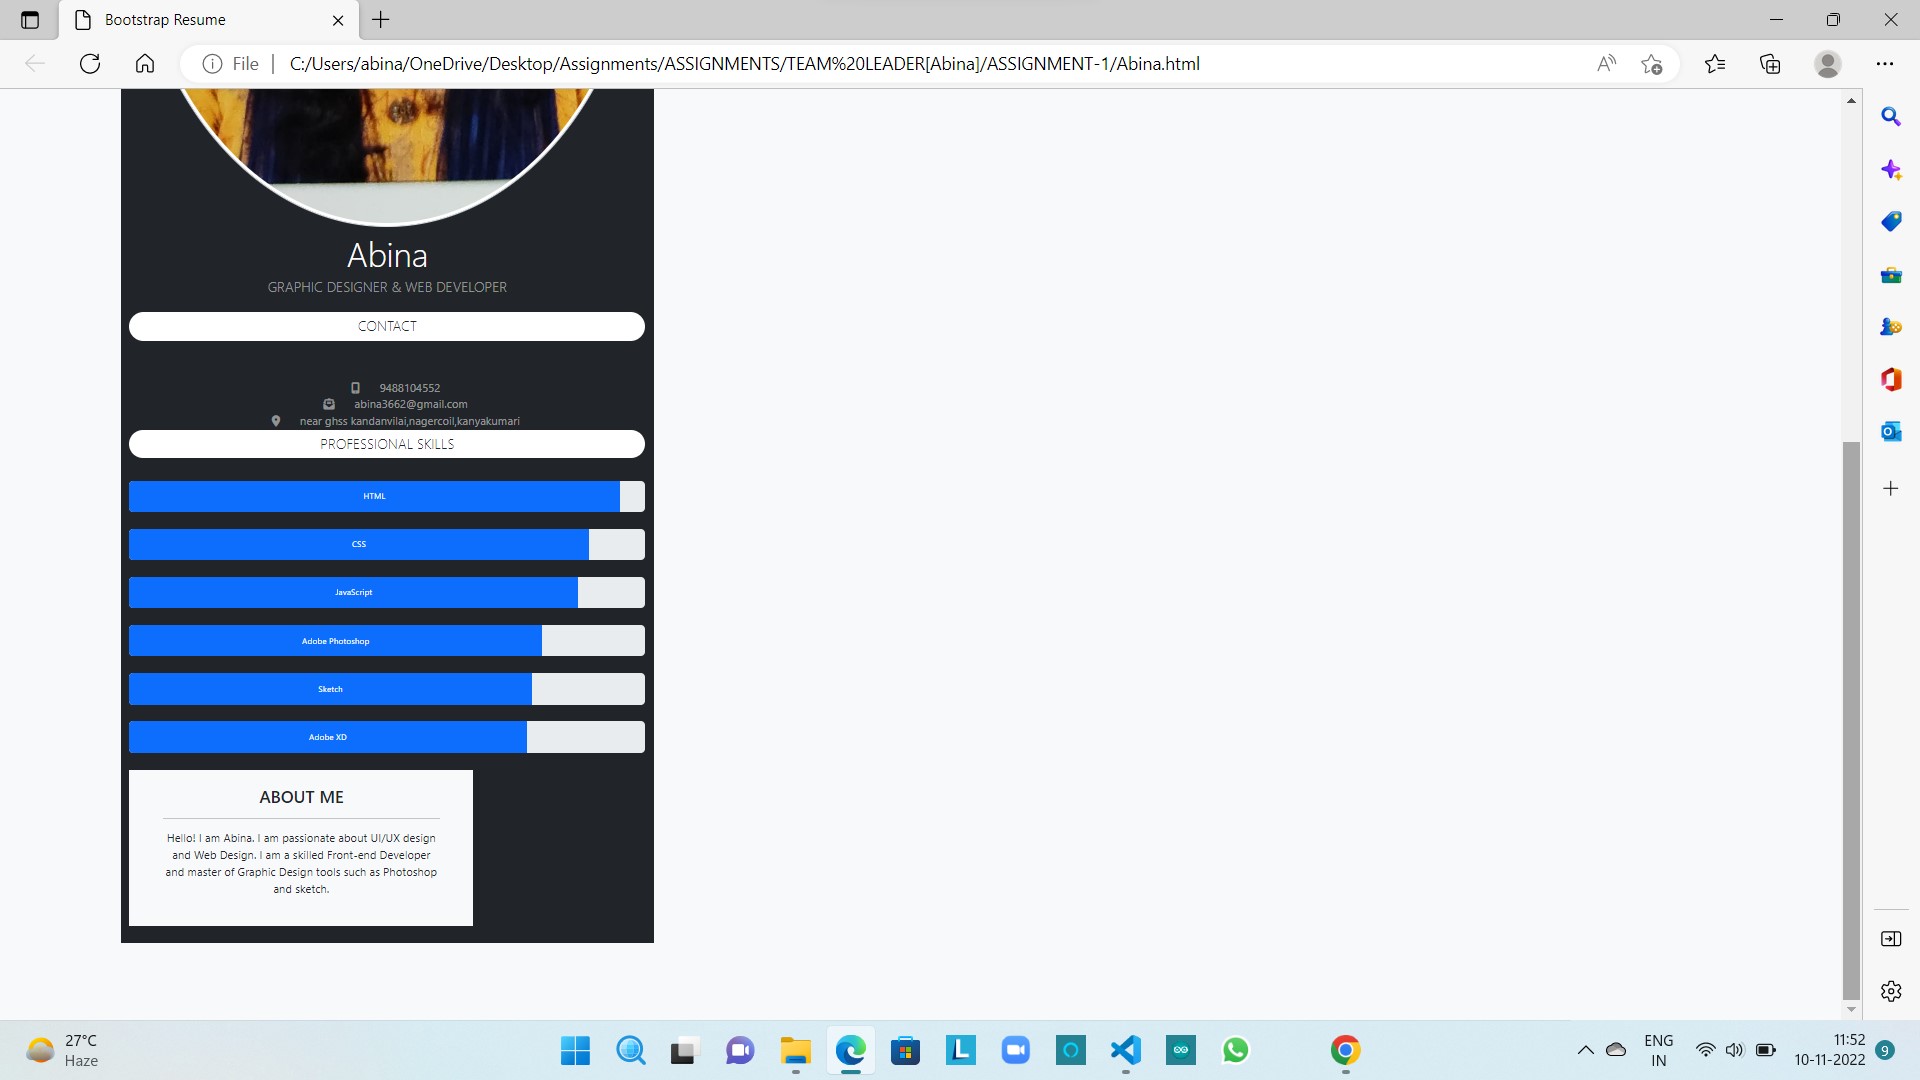 Bootstrap Resume
File
C:/Users/abina/OneDrive/Desktop/Assignments/ASSIGNMENTS/TEAM%20LEADER[Abina]/ASSIGNMENT-1/Abina.html
Abina
GRAPHIC DESIGNER & WEB DEVELOPER
CONTACT
9488104552
abina3662@gmail.com
near ghss kandanvilai,nagercoil,kanyakumari
PROFESSIONAL SKILLS
HTML
CSS
JavaScript
Adobe Photoshop
Sketch
Adobe XD
ABOUT ME
Hello! I am Abina. I am passionate about UI/UX design
and Web Design. I am a skilled Front-end Developer
and master of Graphic Design tools such as Photoshop
and sketch.
27°C
Haze
ENG
IN
11:52
10-11-2022
9